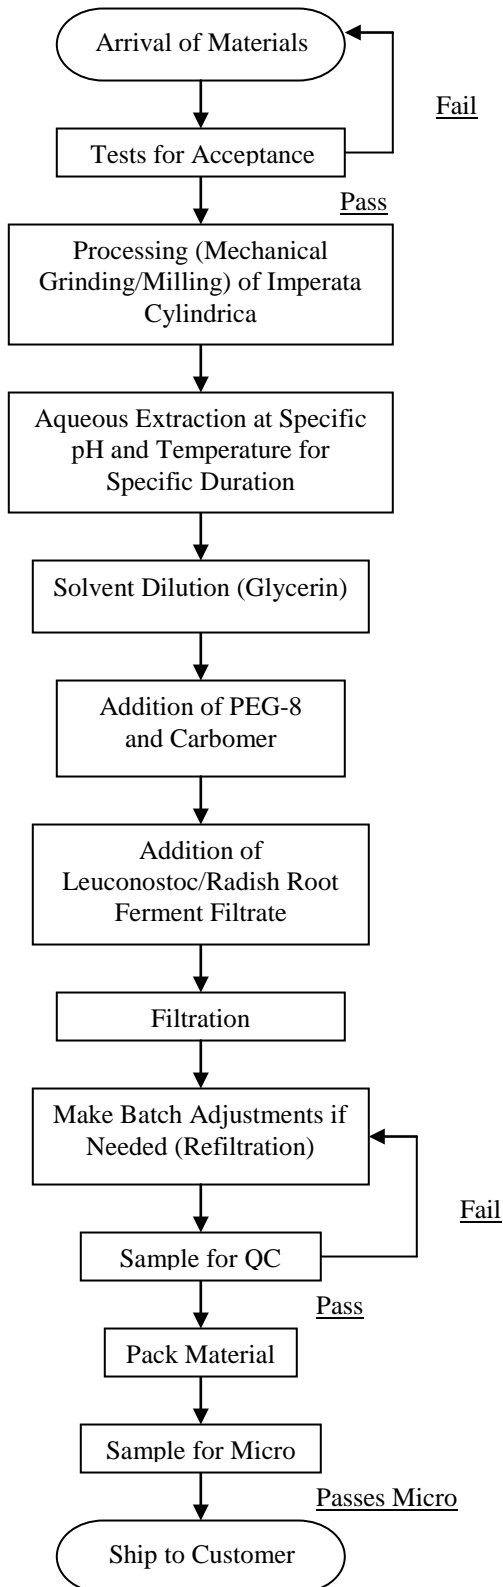 Arrival of Materials
Fail
Tests for Acceptance
Pass
Processing (Mechanical
Grinding/Milling) of Imperata
Cylindrica
Aqueous Extraction at Specific
pH and Temperature for
Specific Duration
Solvent Dilution (Glycerin)
Addition of PEG-8
and Carbomer
Addition of
Leuconostoc/Radish Root
Ferment Filtrate
Filtration
Make Batch Adjustments if
Needed (Refiltration)
Fail
Sample for QC
Pass
Pack Material
Sample for Micro
Passes Micro
Ship to Customer